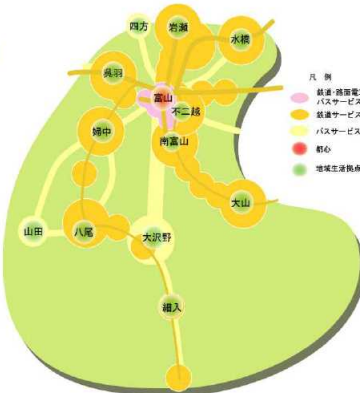 四方
岩瀬
水橋
呉羽
富山
不二越
婦中
南富山
大山
山田
八尾
大沢野
細入
凡 例
鉄道・路面電車
バスサービス
鉄道サービス
バスサービス
都心
地域生活拠点